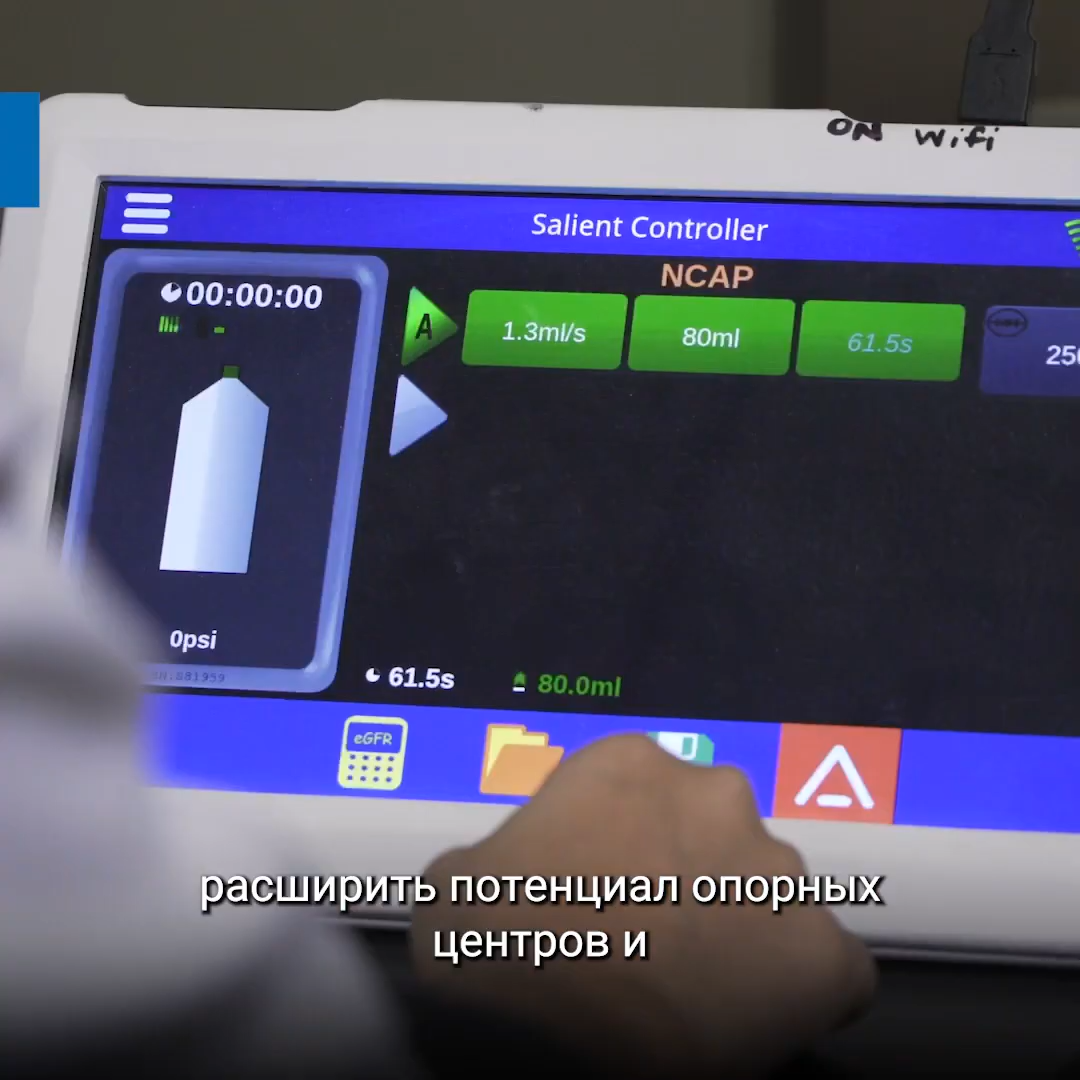 ON Wifi
Salient Controller
NCAP
00:00:00
A
1.3ml/s
80ml
61.5s
0psi
61.5s
80.0ml
eGFR
расширить потенциал опорных
центров и